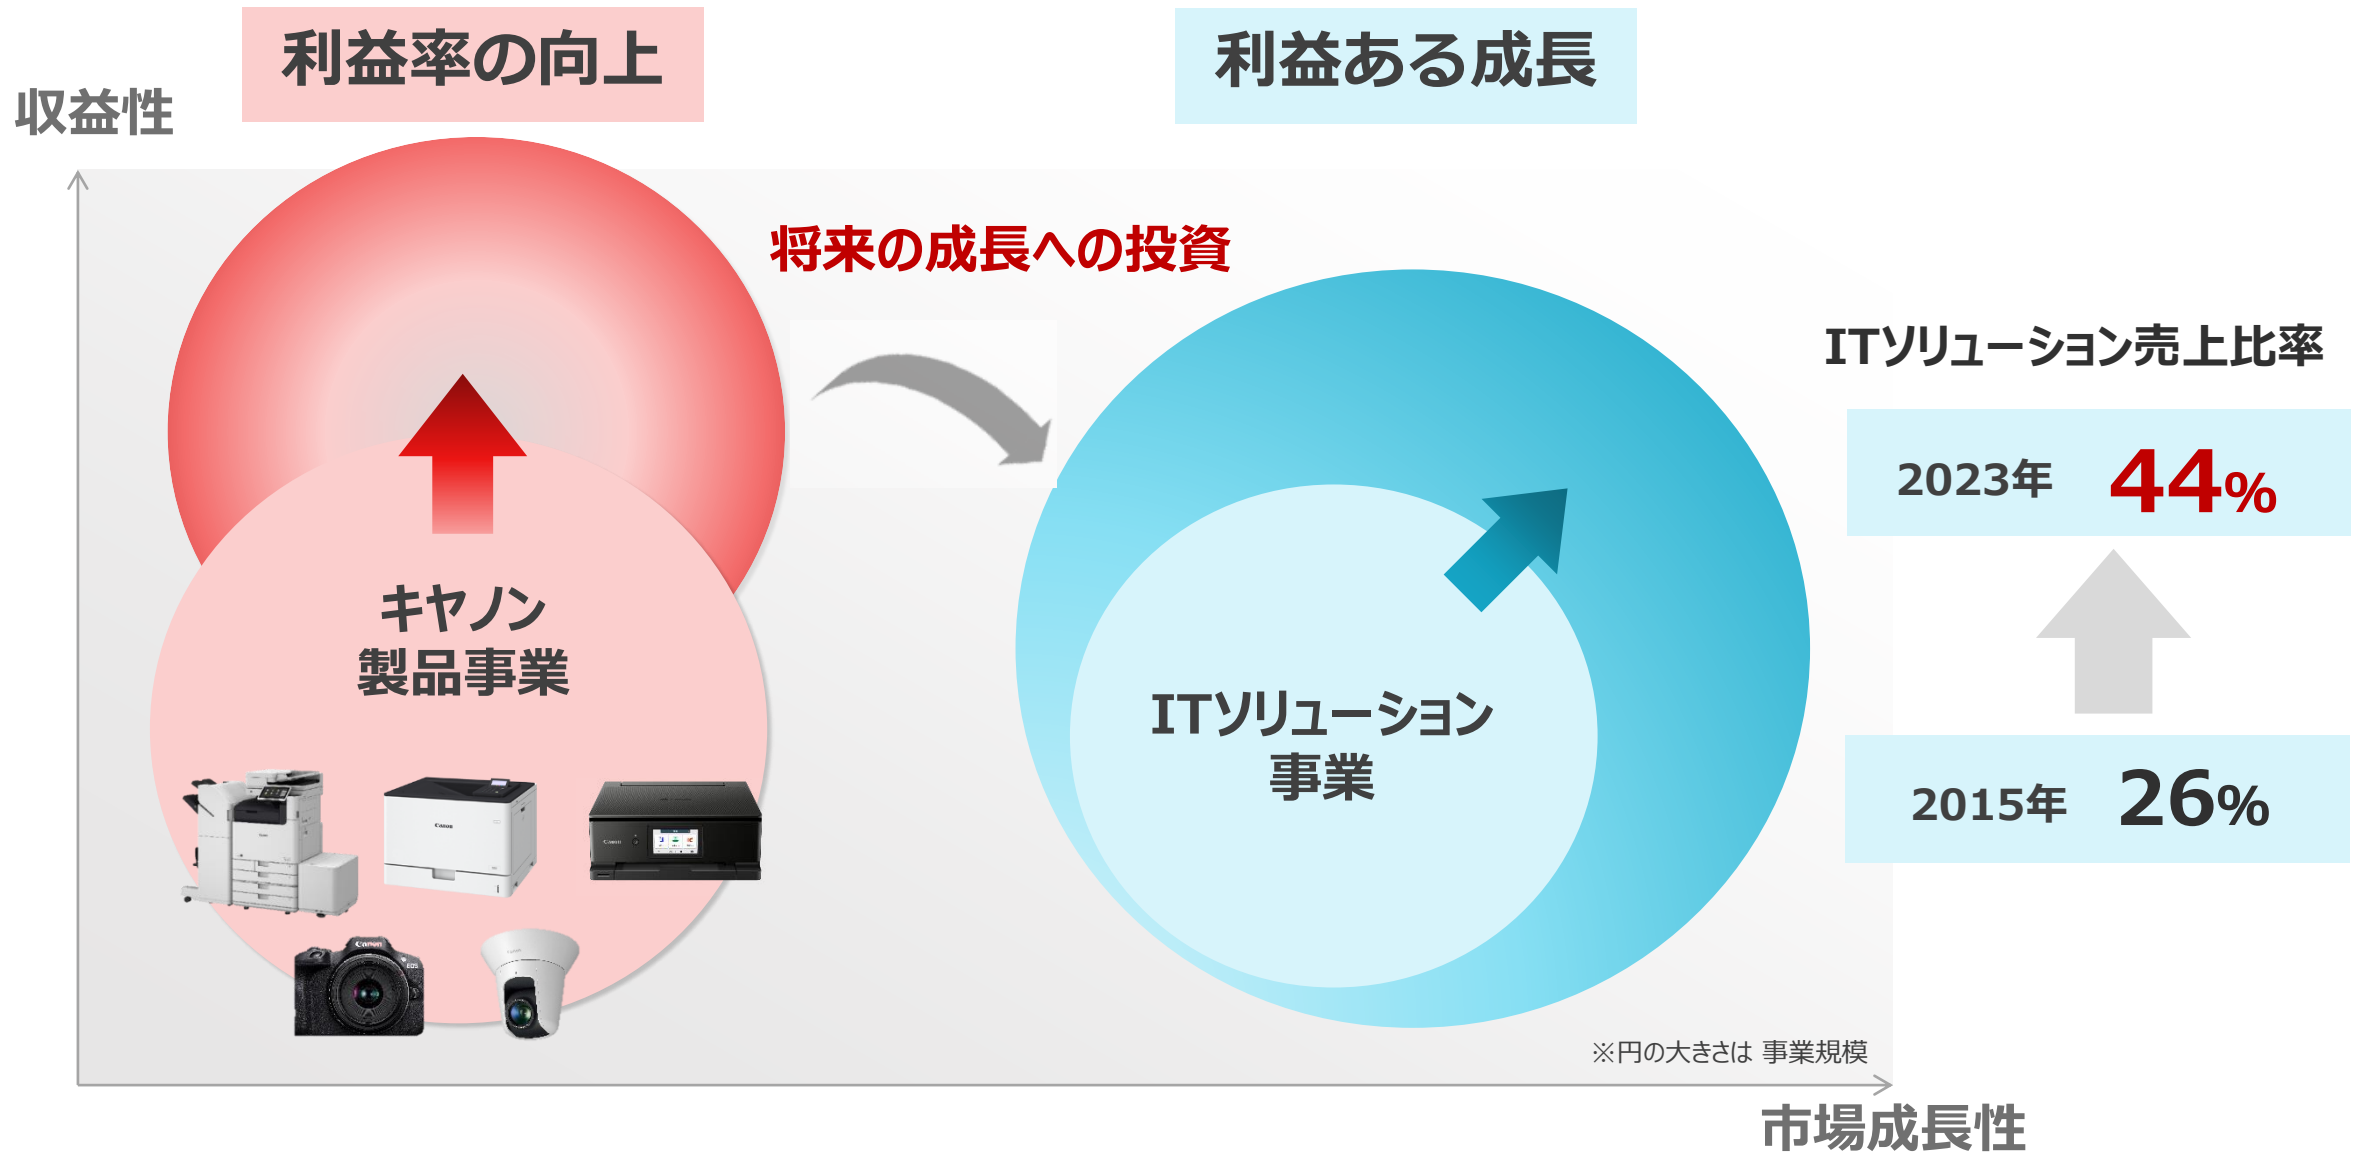 利益率の向上
利益ある成長
収益性
将来の成長への投資
ITソリューション売上比率
2023年 44%
キヤノン
製品事業
ITソリューション
事業
2015年 26%
Canon
Canon
Canon
EOS
※円の大きさは 事業規模
市場成長性